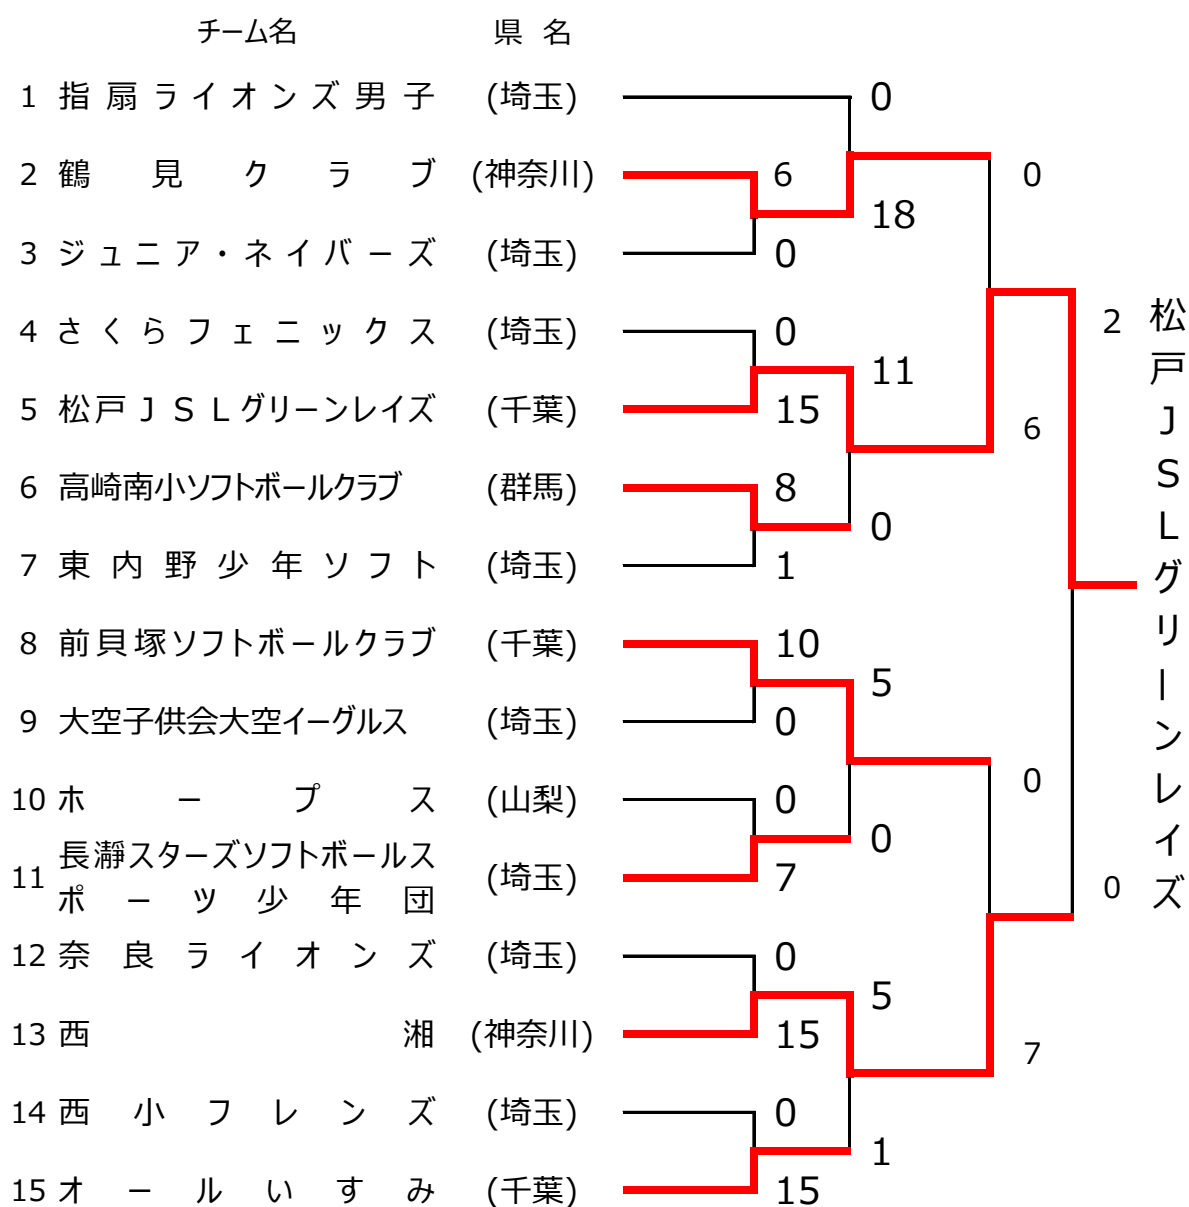 チーム名 県 名
1 指扇ライオンズ男子 (埼玉) 0
2 鶴見クラブ (神奈川) 6 0
18
3 ジュニア・ネイバーズ (埼玉) 0
4 さくらフェニックス (埼玉) 0 2
11
5 松戸ＪＳＬグリーンレイズ (千葉) 15 6
6 高崎南小ソフトボールクラブ (群馬) 8
0
7 東内野少年ソフト (埼玉) 1
8 前貝塚ソフトボールクラブ (千葉) 10
5
9 大空子供会大空イーグルス (埼玉) 0
0
10 ホープス (山梨) 0
0
11 長瀞スターズソフトボールス
ポーツ少年団 (埼玉) 7 0
12 奈良ライオンズ (埼玉) 0
5
13 西湘 (神奈川) 15 7
14 西小フレンズ (埼玉) 0
1
15 オールいすみ (千葉) 15
松戸ＪＳＬグリーンレイズ